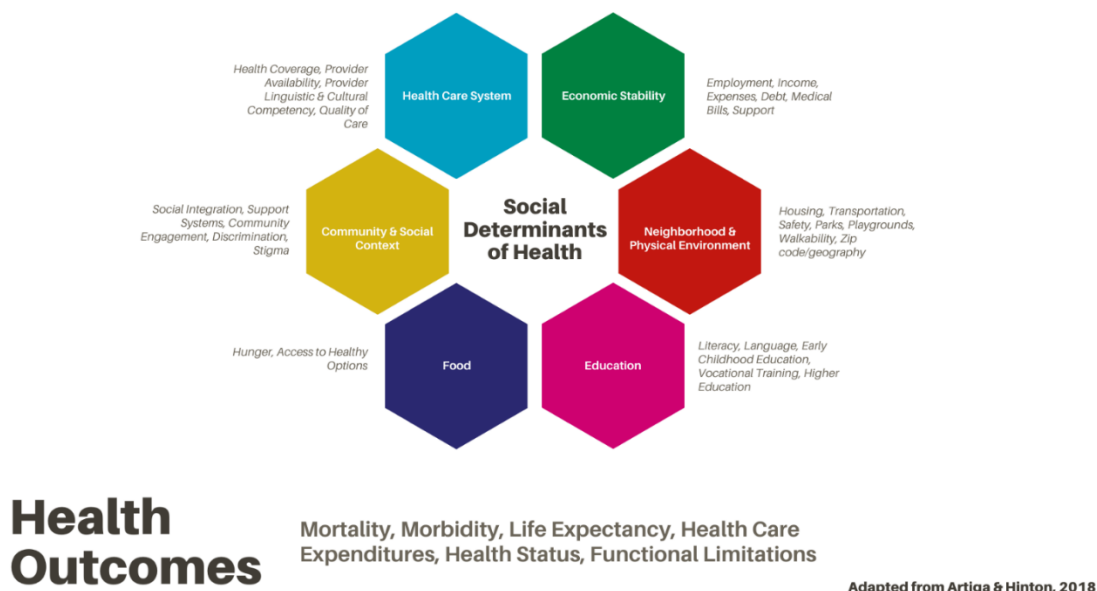 Health Coverage, Provider
Availability, Provider
Linguistic & Cultural
Competency, Quality of
Care
Health Care System
Economic Stability
Employment, Income,
Expenses, Debt, Medical
Bills, Support
Social Integration, Support
Systems, Community
Engagement, Discrimination,
Stigma
Community & Social
Context
Social
Determinants
of Health
Neighborhood &
Physical Environment
Housing, Transportation,
Safety, Parks, Playgrounds,
Walkability, Zip
code/geography
Hunger, Access to Healthy
Options
Food
Education
Literacy, Language, Early
Childhood Education,
Vocational Training, Higher
Education
Health
Outcomes
Mortality, Morbidity, Life Expectancy, Health Care
Expenditures, Health Status, Functional Limitations
Adapted from Artiga & Hinton, 2018